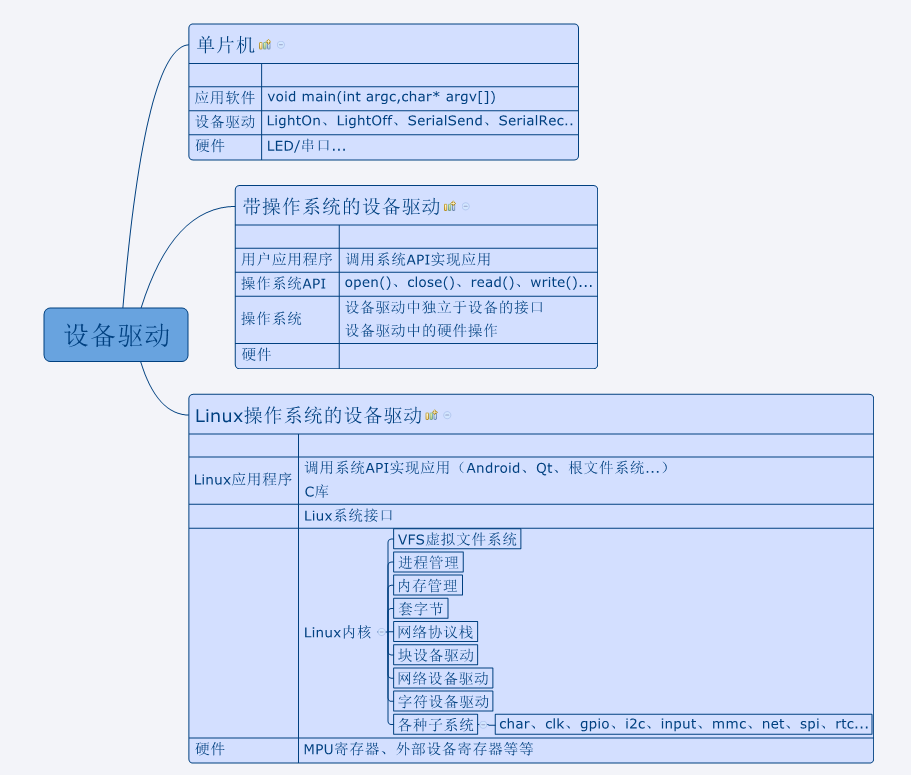 单片机
应用软件 void main(int argc,char* argv[])
设备驱动 LightOn、LightOff、SerialSend、SerialRec..
硬件 LED/串口...
带操作系统的设备驱动
用户应用程序 调用系统API实现应用
操作系统API open()、close()、read()、write()...
操作系统 设备驱动中独立于设备的接口
设备驱动中的硬件操作
硬件
设备驱动
Linux操作系统的设备驱动
Linux应用程序 调用系统API实现应用（Android、Qt、根文件系统...）
C库
Liux系统接口
Linux内核
VFS虚拟文件系统
进程管理
内存管理
套字节
网络协议栈
块设备驱动
网络设备驱动
字符设备驱动
各种子系统 char、clk、gpio、i2c、input、mmc、net、spi、rtc...
硬件 MPU寄存器、外部设备寄存器等等